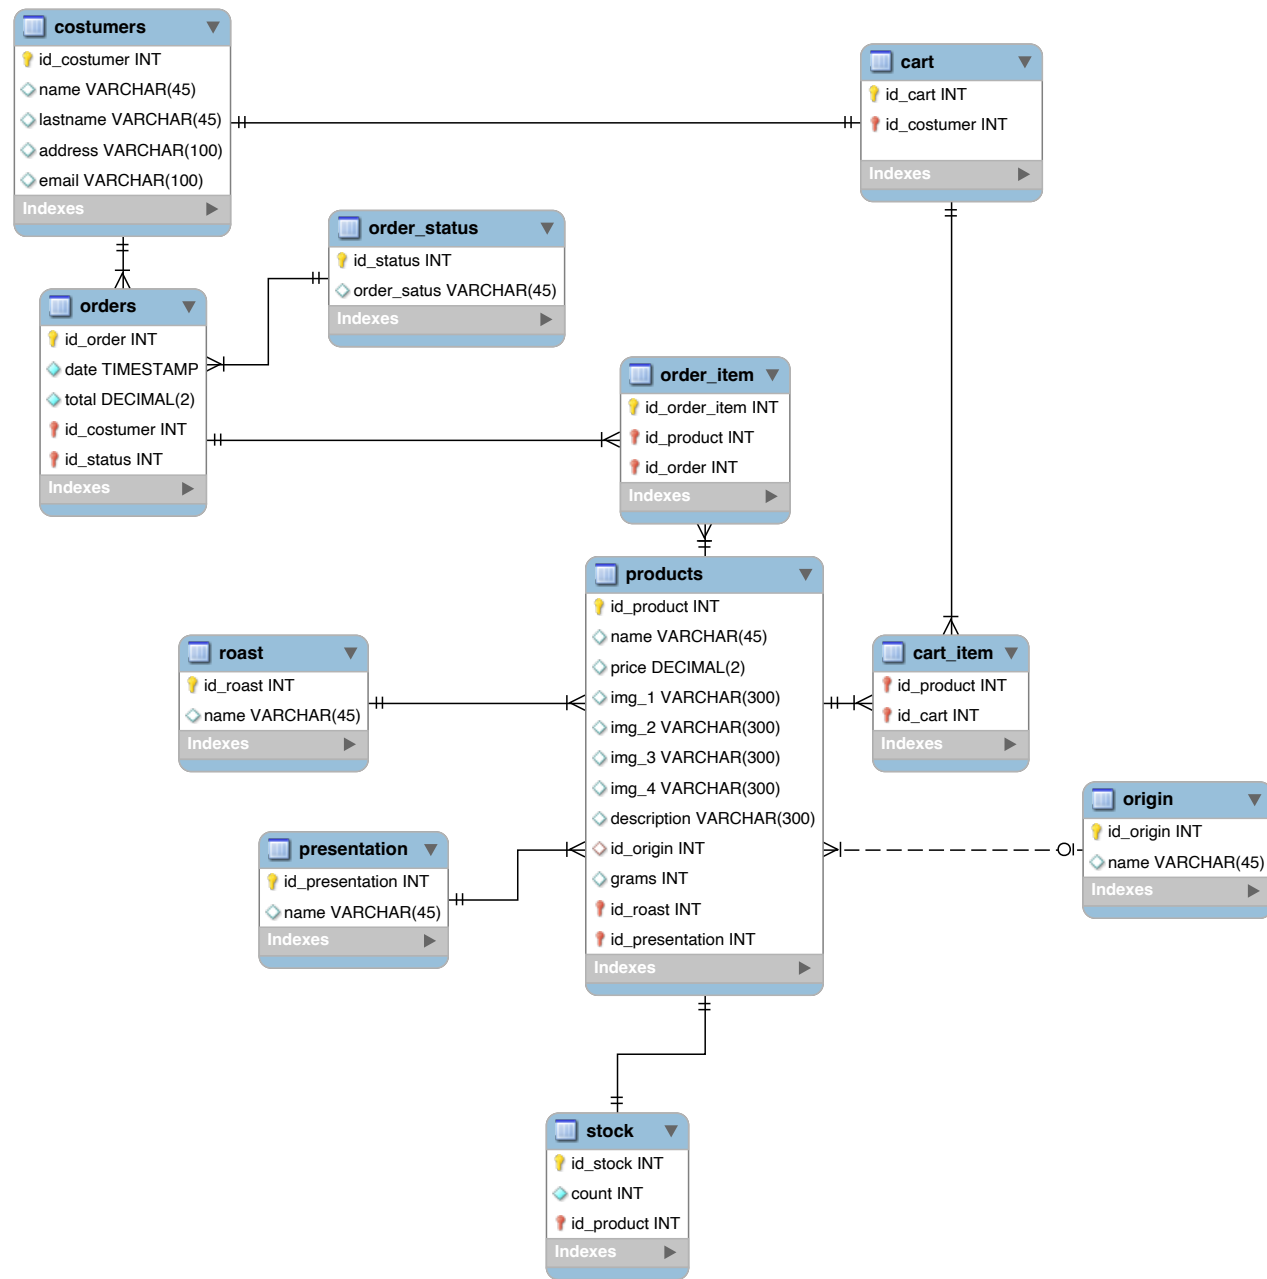 costumers
id_costumer INT
name VARCHAR(45)
lastname VARCHAR(45)
address VARCHAR(100)
email VARCHAR(100)
Indexes
cart
id_cart INT
id_costumer INT
Indexes
order_status
id_status INT
order_satus VARCHAR(45)
Indexes
orders
id_order INT
date TIMESTAMP
total DECIMAL(2)
id_costumer INT
id_status INT
Indexes
order_item
id_order_item INT
id_product INT
id_order INT
Indexes
products
id_product INT
name VARCHAR(45)
price DECIMAL(2)
img_1 VARCHAR(300)
img_2 VARCHAR(300)
img_3 VARCHAR(300)
img_4 VARCHAR(300)
description VARCHAR(300)
id_origin INT
grams INT
id_roast INT
id_presentation INT
Indexes
roast
id_roast INT
name VARCHAR(45)
Indexes
cart_item
id_product INT
id_cart INT
Indexes
origin
id_origin INT
name VARCHAR(45)
Indexes
presentation
id_presentation INT
name VARCHAR(45)
Indexes
stock
id_stock INT
count INT
id_product INT
Indexes